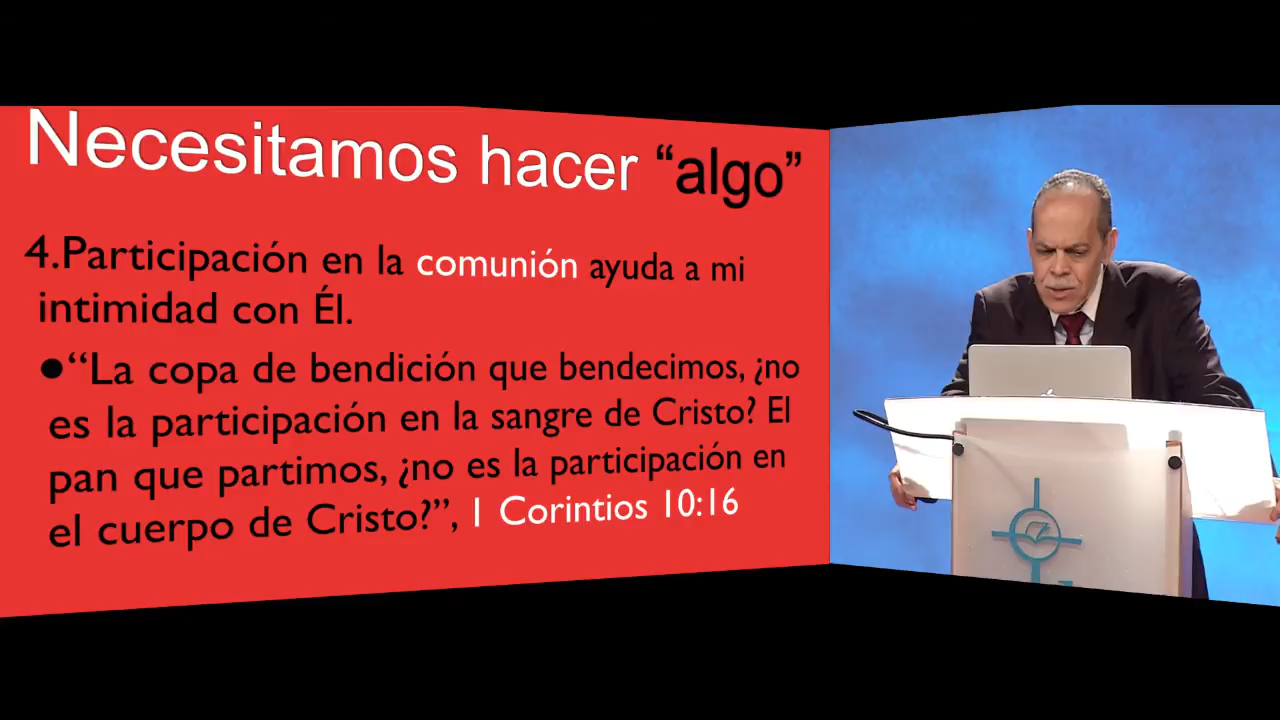 Necesitamos hacer “algo”
4.Participación en la comunión ayuda a mi
intimidad con Él.
●“La copa de bendición que bendecimos, ¿no
es la participación en la sangre de Cristo? El
pan que partimos, ¿no es la participación en
el cuerpo de Cristo?”, 1 Corintios 10:16